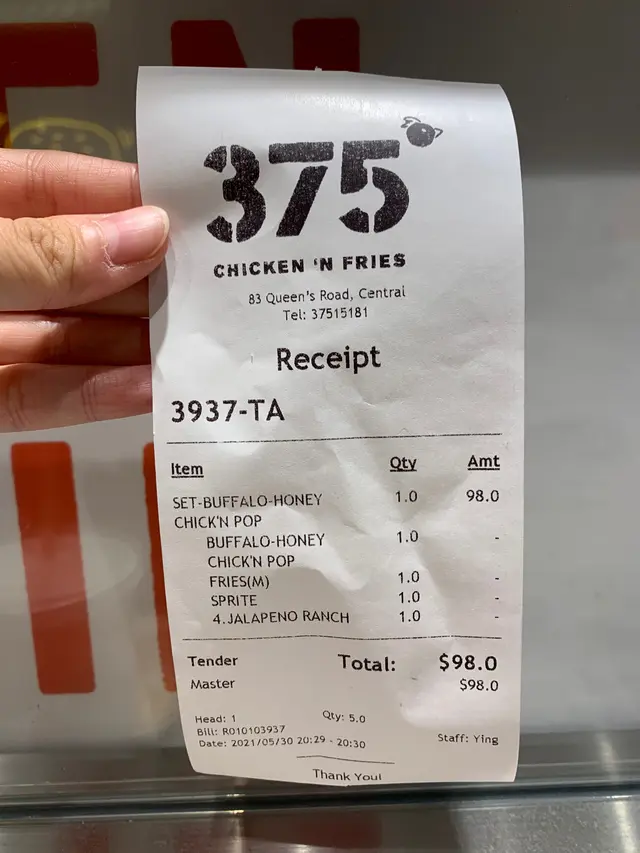 375
CHICKEN 'N FRIES
83 Queen's Road, Central
Tel: 37515181
Receipt
3937-TA
Item Qty Amt
SET-BUFFALO-HONEY 1.0 98.0
CHICK'N POP
BUFFALO-HONEY 1.0 -
CHICK'N POP
FRIES(M) 1.0 -
SPRITE 1.0 -
4.JALAPENO RANCH 1.0 -
Tender Total: $98.0
Master $98.0
Head: 1 Qty: 5.0
Bill: R010103937
Date: 2021/05/30 20:29 - 20:30 Staff: Ying
Thank You!